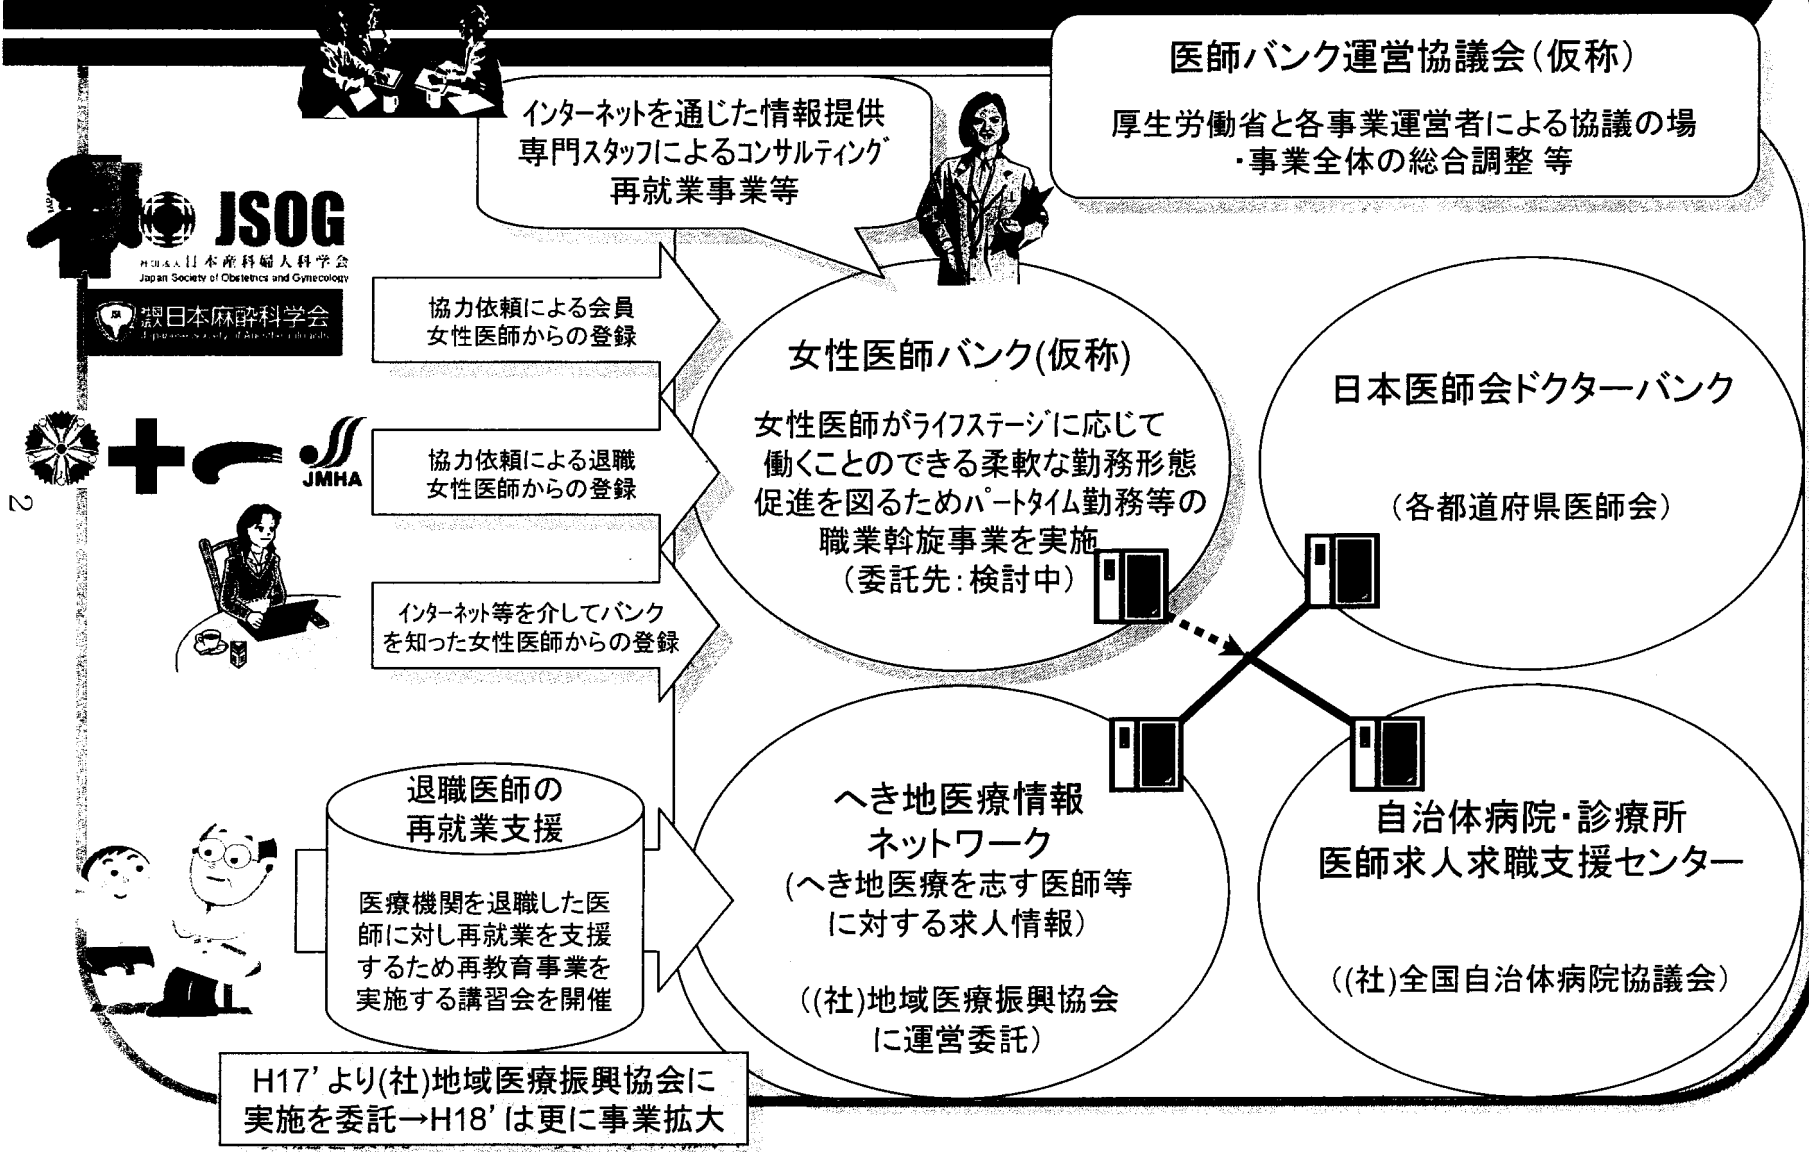 医師バンク運営協議会(仮称)
厚生労働省と各事業運営者による協議の場
・事業全体の総合調整 等
インターネットを通じた情報提供
専門スタッフによるコンサルティング
再就業事業等
JSOG
社団法人日本産科婦人科学会
Japan Society of Obstetrics and Gynecology
社団法人日本麻酔科学会
協力依頼による会員
女性医師からの登録
JMHA
協力依頼による退職
女性医師からの登録
インターネット等を介してバンク
を知った女性医師からの登録
女性医師バンク(仮称)
女性医師がライフステージに応じて
働くことのできる柔軟な勤務形態
促進を図るためパートタイム勤務等の
職業斡旋事業を実施
(委託先:検討中)
日本医師会ドクターバンク
(各都道府県医師会)
退職医師の
再就業支援
医療機関を退職した医
師に対し再就業を支援
するため再教育事業を
実施する講習会を開催
へき地医療情報
ネットワーク
(へき地医療を志す医師等
に対する求人情報)
((社)地域医療振興協会
に運営委託)
自治体病院・診療所
医師求人求職支援センター
((社)全国自治体病院協議会)
H17’より(社)地域医療振興協会に
実施を委託→H18’は更に事業拡大
2